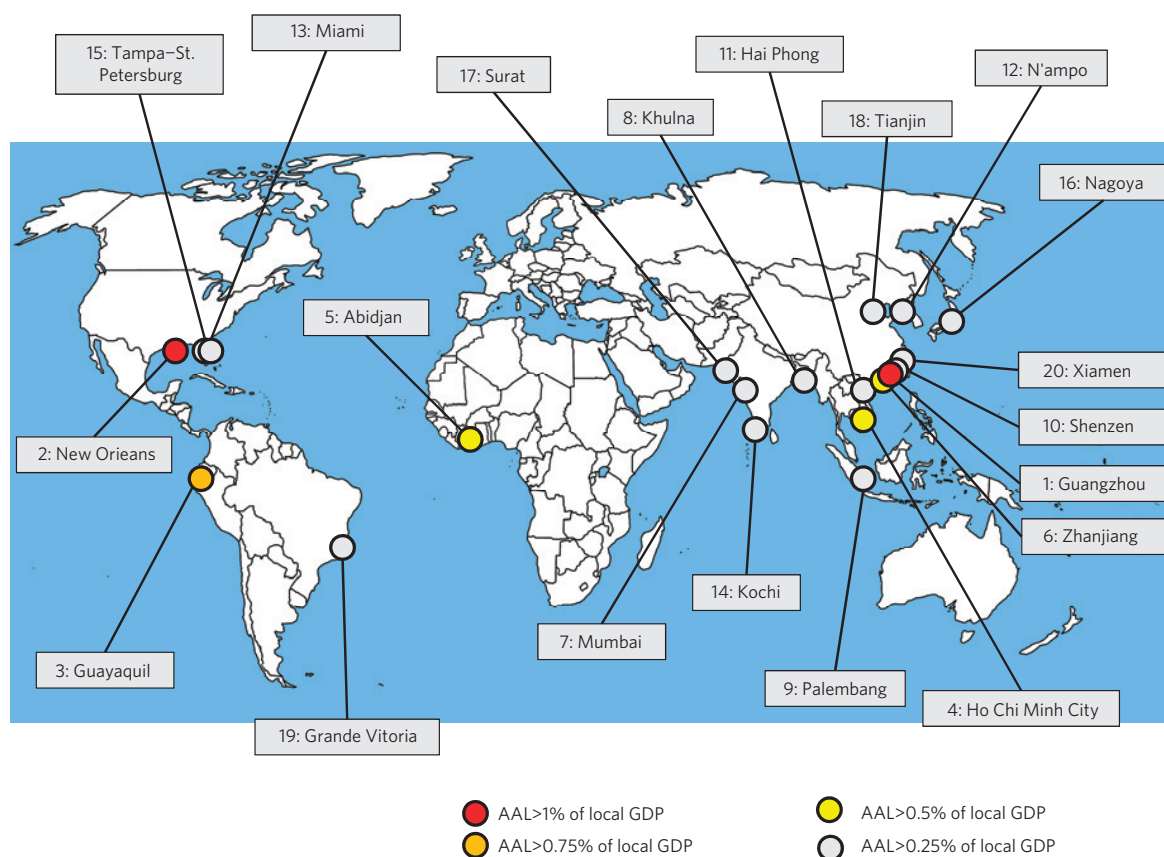 13: Miami
15: Tampa–St.
Petersburg
11: Hai Phong
12: N'ampo
17: Surat
8: Khulna
18: Tianjin
16: Nagoya
5: Abidjan
20: Xiamen
10: Shenzen
2: New Orieans
1: Guangzhou
6: Zhanjiang
14: Kochi
7: Mumbai
3: Guayaquil
9: Palembang
4: Ho Chi Minh City
19: Grande Vitoria
AAL>1% of local GDP
AAL>0.5% of local GDP
AAL>0.75% of local GDP
AAL>0.25% of local GDP